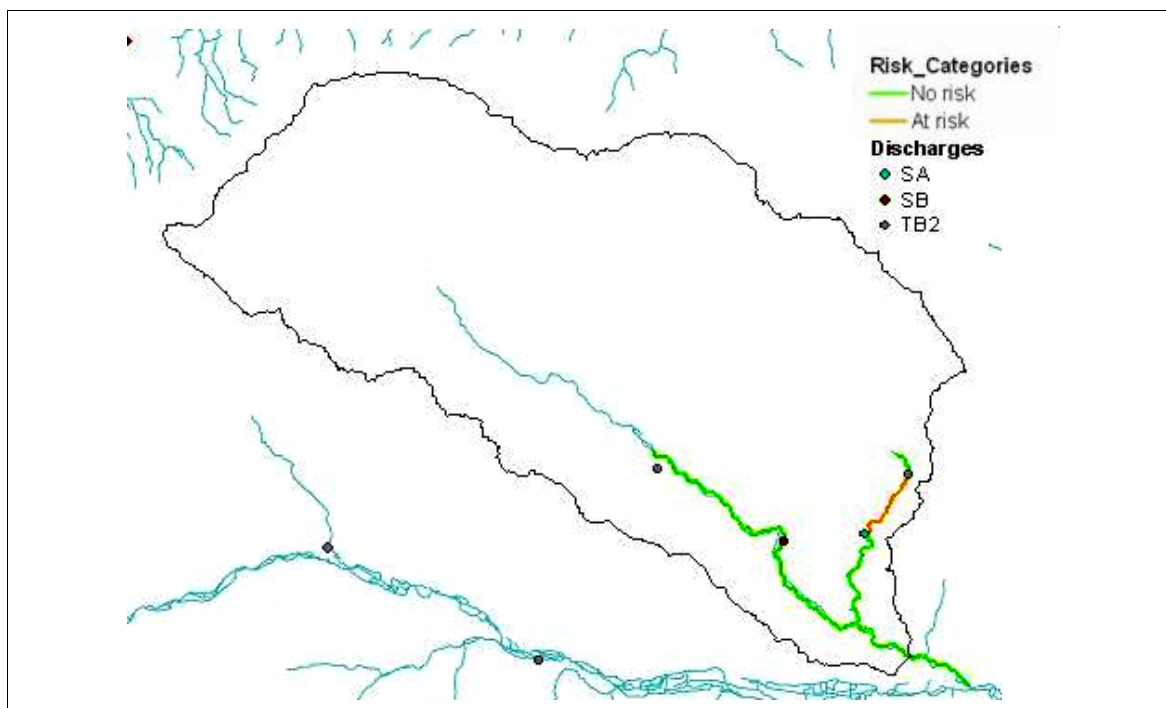 Risk_Categories
No risk
At risk
Discharges
SA
SB
TB2